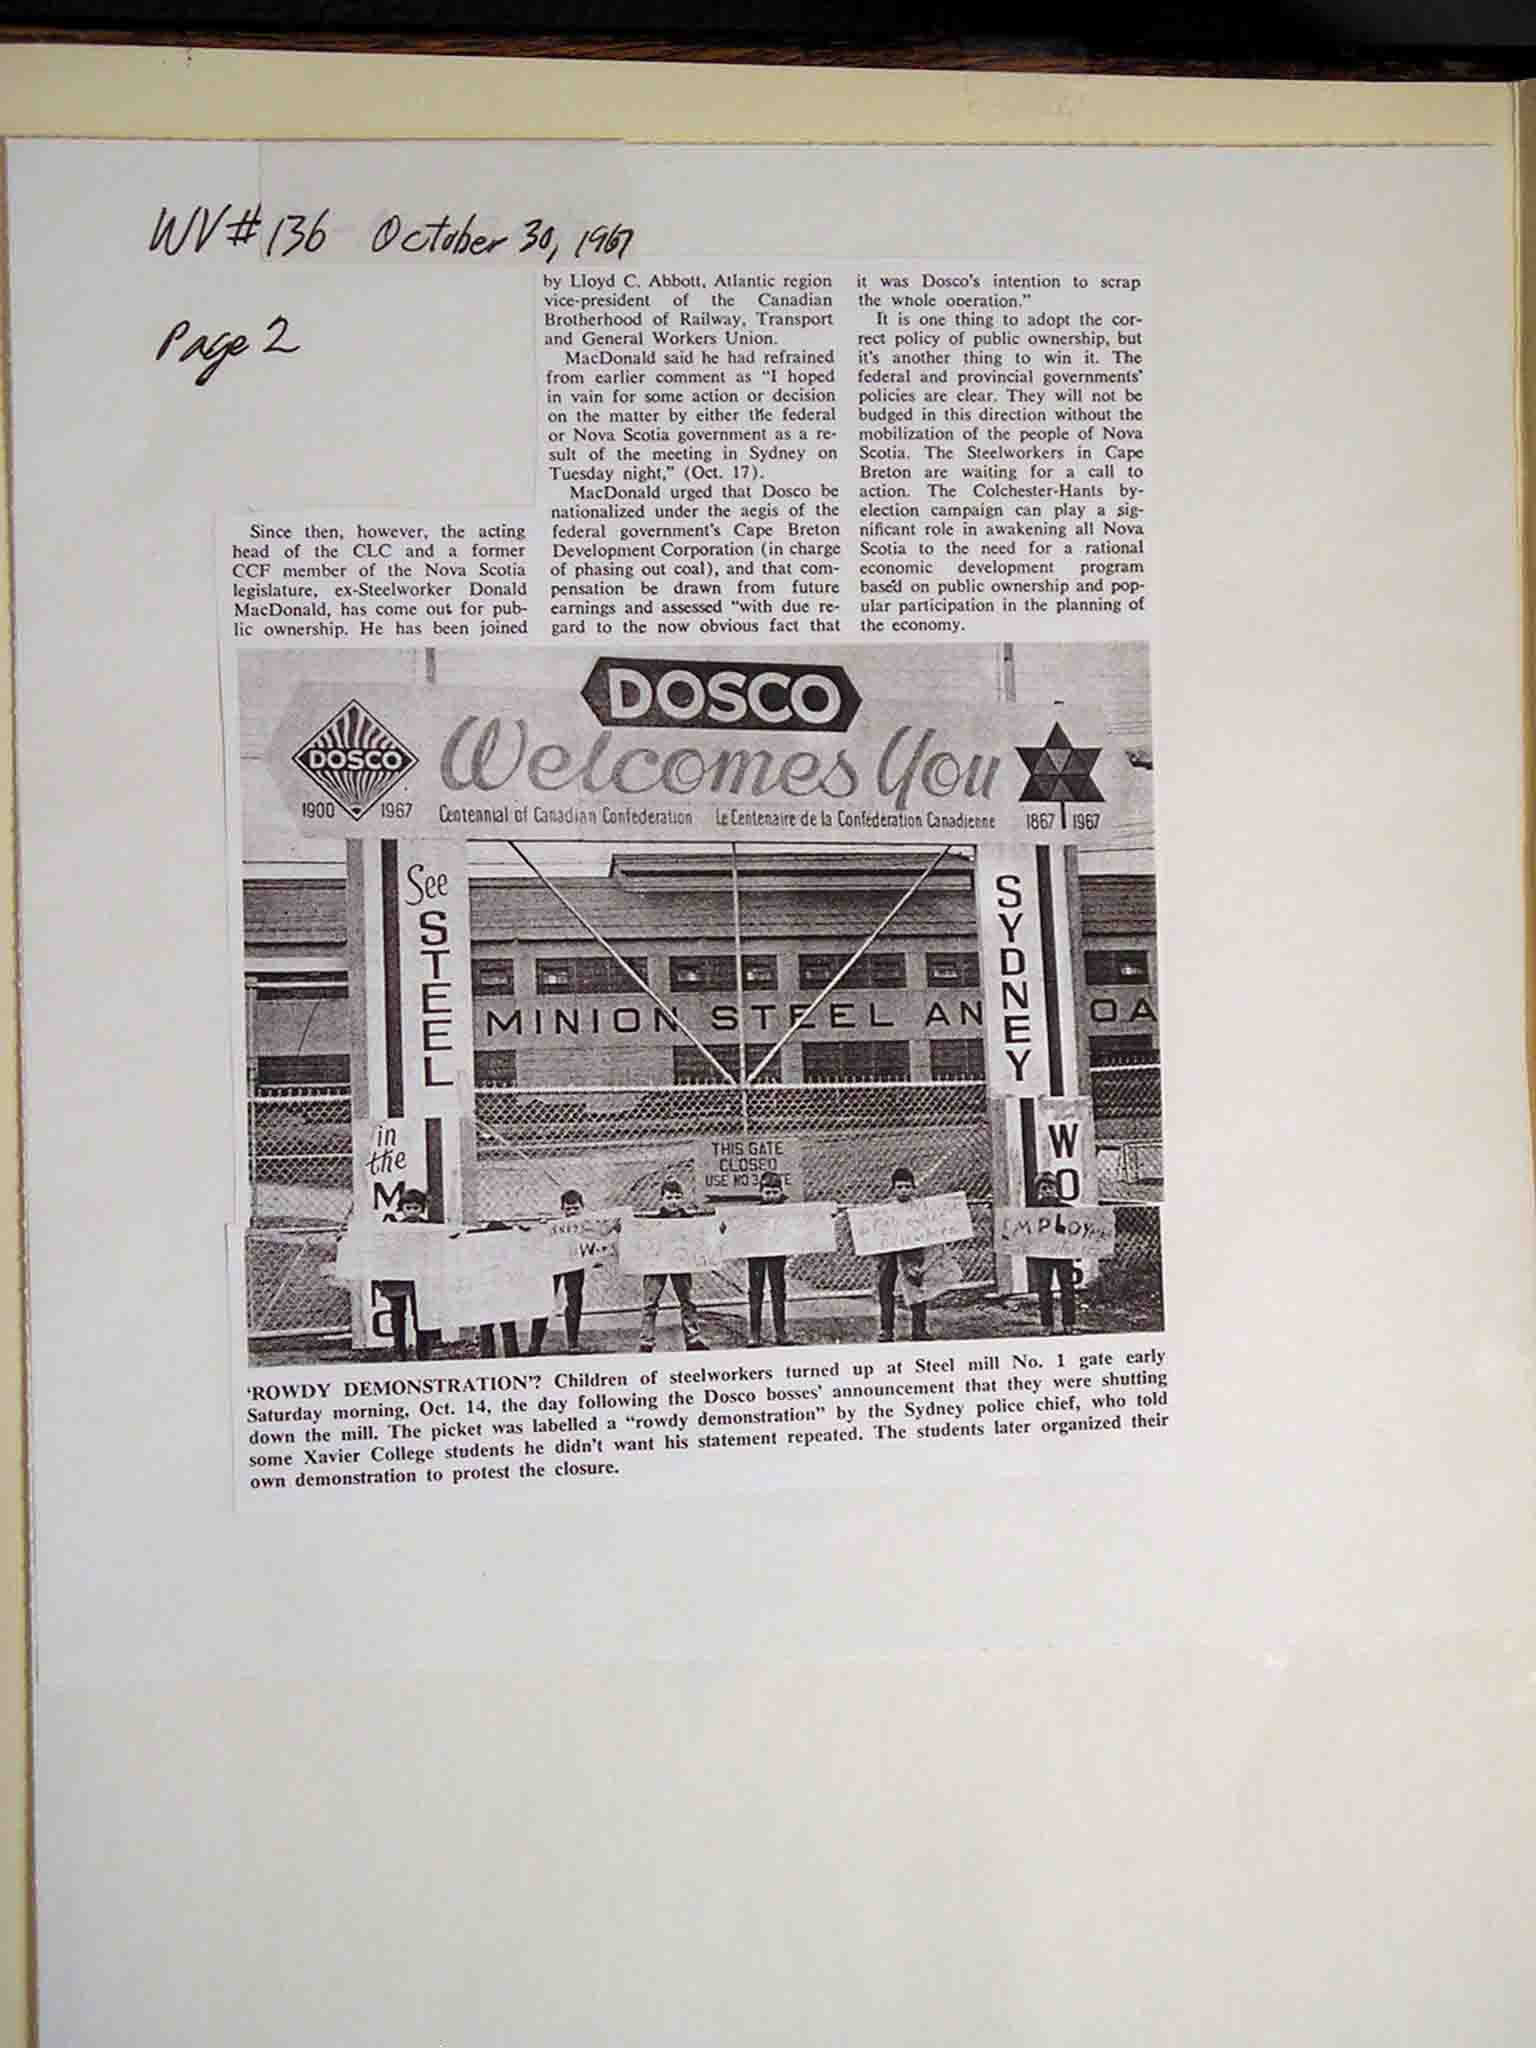 WV # 136 October 30, 1967
Page 2
Since then, however, the acting
head of the CLC and a former
CCF member of the Nova Scotia
legislature, ex-Steelworker Donald
MacDonald, has come out for pub-
lic ownership. He has been joined
by Lloyd C. Abbott, Atlantic region
vice-president of the Canadian
Brotherhood of Railway, Transport
and General Workers Union.
MacDonald said he had refrained
from earlier comment as "I hoped
in vain for some action or decision
on the matter by either the federal
or Nova Scotia government as a re-
sult of the meeting in Sydney on
Tuesday night," (Oct. 17).
MacDonald urged that Dosco be
nationalized under the aegis of the
federal government's Cape Breton
Development Corporation (in charge
of phasing out coal), and that com-
pensation be drawn from future
earnings and assessed "with due re-
gard to the now obvious fact that
it was Dosco's intention to scrap
the whole operation."
It is one thing to adopt the cor-
rect policy of public ownership, but
it's another thing to win it. The
federal and provincial governments'
policies are clear. They will not be
budged in this direction without the
mobilization of the people of Nova
Scotia. The Steelworkers in Cape
Breton are waiting for a call to
action. The Colchester-Hants by-
election campaign can play a sig-
nificant role in awakening all Nova
Scotia to the need for a rational
economic development program
based on public ownership and pop-
ular participation in the planning of
the economy.
DOSCO
Welcomes You
DOSCO
1900 1967
Centennial of Canadian Confederation Le Centenaire de la Confédération Canadienne
1867 1967
See
STEEL
in
the
SYDNEY
WO
MINION STEEL AN OA
THIS GATE
CLOSED
USE NO 3
EMPLOY
'ROWDY DEMONSTRATION'? Children of steelworkers turned up at Steel mill No. 1 gate early
Saturday morning, Oct. 14, the day following the Dosco bosses' announcement that they were shutting
down the mill. The picket was labelled a "rowdy demonstration" by the Sydney police chief, who told
some Xavier College students he didn't want his statement repeated. The students later organized their
own demonstration to protest the closure.